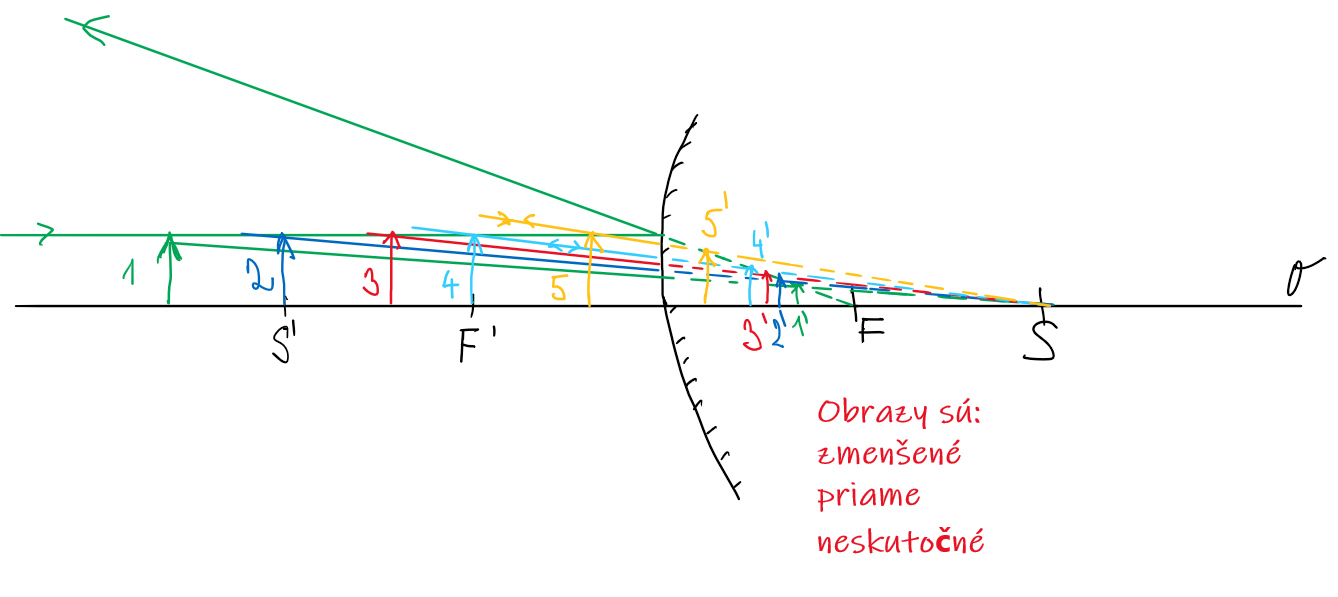 5'
4'
1
2
3
4
5
o
3'
2'
1'
S'
F'
F
S
Obrazy sú:
zmenšené
priame
neskutočné